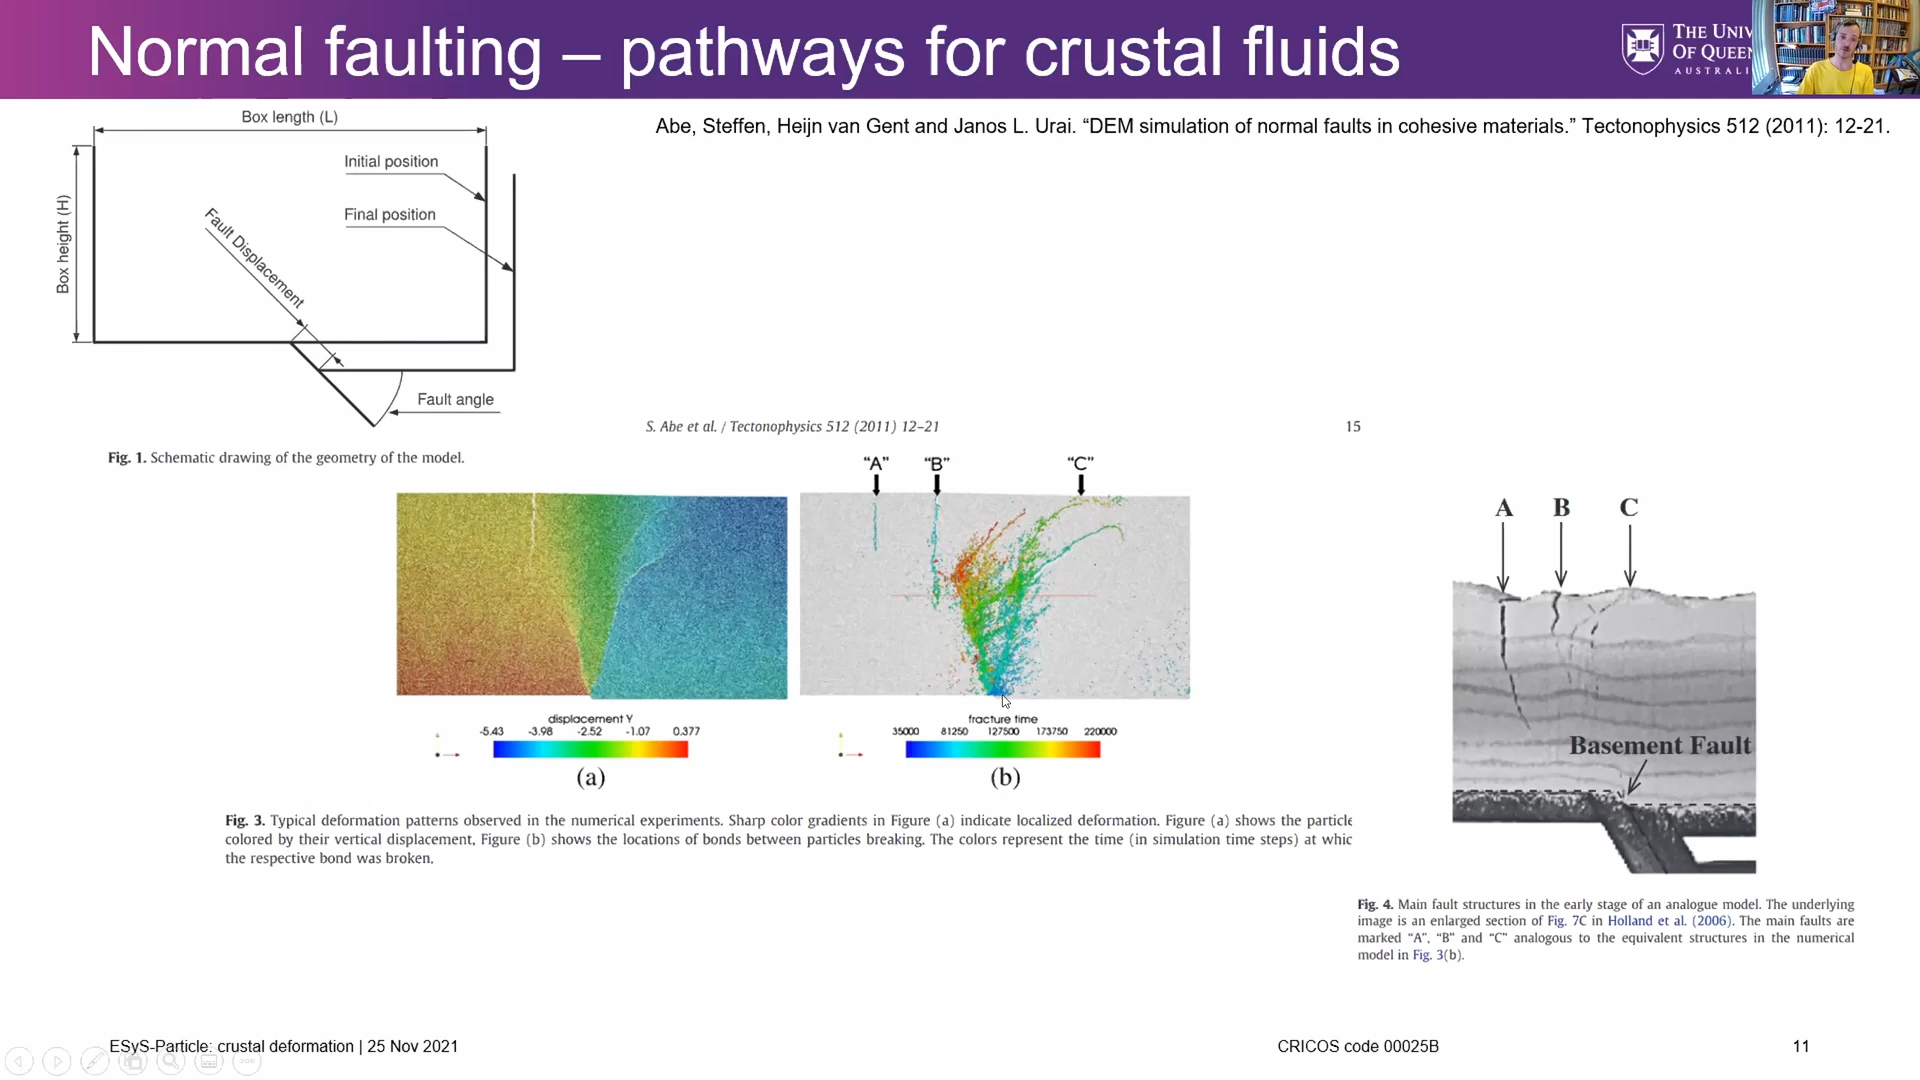 Normal faulting – pathways for crustal fluids
THE UNIV
OF QUEEN
AUSTRALI
Abe, Steffen, Heijn van Gent and Janos L. Urai. “DEM simulation of normal faults in cohesive materials.” Tectonophysics 512 (2011): 12-21.
Box length (L)
Initial position
Final position
Box height (H)
Fault Displacement
Fault angle
Fig. 1. Schematic drawing of the geometry of the model.
S. Abe et al. / Tectonophysics 512 (2011) 12–21
15
“A” “B” “C”
displacement Y
-5.43 -3.98 -2.52 -1.07 0.377
(a)
fracture time
35000 81250 127500 173750 220000
(b)
Fig. 3. Typical deformation patterns observed in the numerical experiments. Sharp color gradients in Figure (a) indicate localized deformation. Figure (a) shows the particle
colored by their vertical displacement, Figure (b) shows the locations of bonds between particles breaking. The colors represent the time (in simulation time steps) at whic
the respective bond was broken.
A B C
Basement Fault
Fig. 4. Main fault structures in the early stage of an analogue model. The underlying
image is an enlarged section of Fig. 7C in Holland et al. (2006). The main faults are
marked “A”, “B” and “C” analogous to the equivalent structures in the numerical
model in Fig. 3(b).
ESyS-Particle: crustal deformation | 25 Nov 2021
CRICOS code 00025B
11